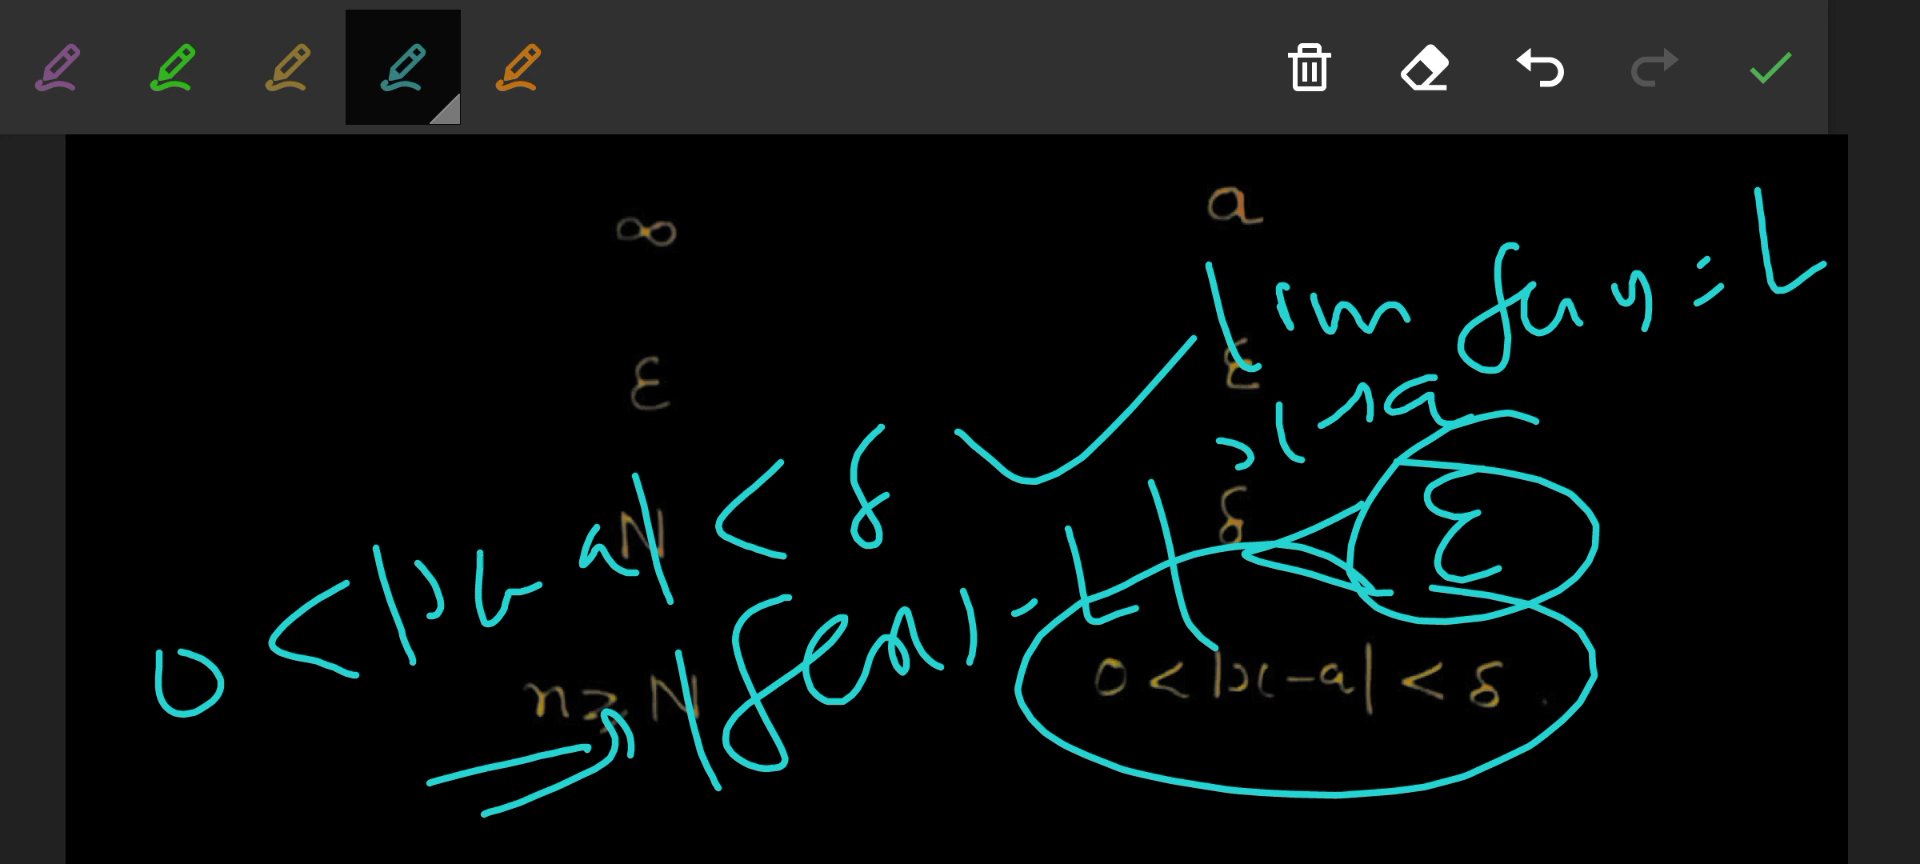 ∞ a
lim f(x) = L
x→a
ε ε
N δ
0 < |x - a| < δ
⇒ |f(x) - L| < ε
n ≥ N 0 < |x - a| < δ